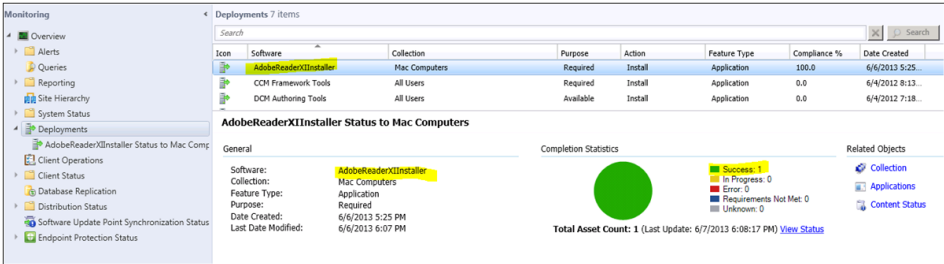 Monitoring
Overview
Alerts
Queries
Reporting
Site Hierarchy
System Status
Deployments
AdobeReaderXIInstaller Status to Mac Comp
Client Operations
Client Status
Database Replication
Distribution Status
Software Update Point Synchronization Status
Endpoint Protection Status
Deployments 7 items
Search Search
Icon Software Collection Purpose Action Feature Type Compliance % Date Created
AdobeReaderXIInstaller Mac Computers Required Install Application 100.0 6/6/2013 5:25...
CCM Framework Tools All Users Required Install Application 0.0 6/4/2012 8:13...
DCM Authoring Tools All Users Available Install Application 0.0 6/4/2012 7:18...
AdobeReaderXIInstaller Status to Mac Computers
General
Software: AdobeReaderXIInstaller
Collection: Mac Computers
Feature Type: Application
Purpose: Required
Date Created: 6/6/2013 5:25 PM
Last Date Modified: 6/6/2013 6:07 PM
Completion Statistics
Success: 1
In Progress: 0
Error: 0
Requirements Not Met: 0
Unknown: 0
Total Asset Count: 1 (Last Update: 6/7/2013 6:08:17 PM) View Status
Related Objects
Collection
Applications
Content Status